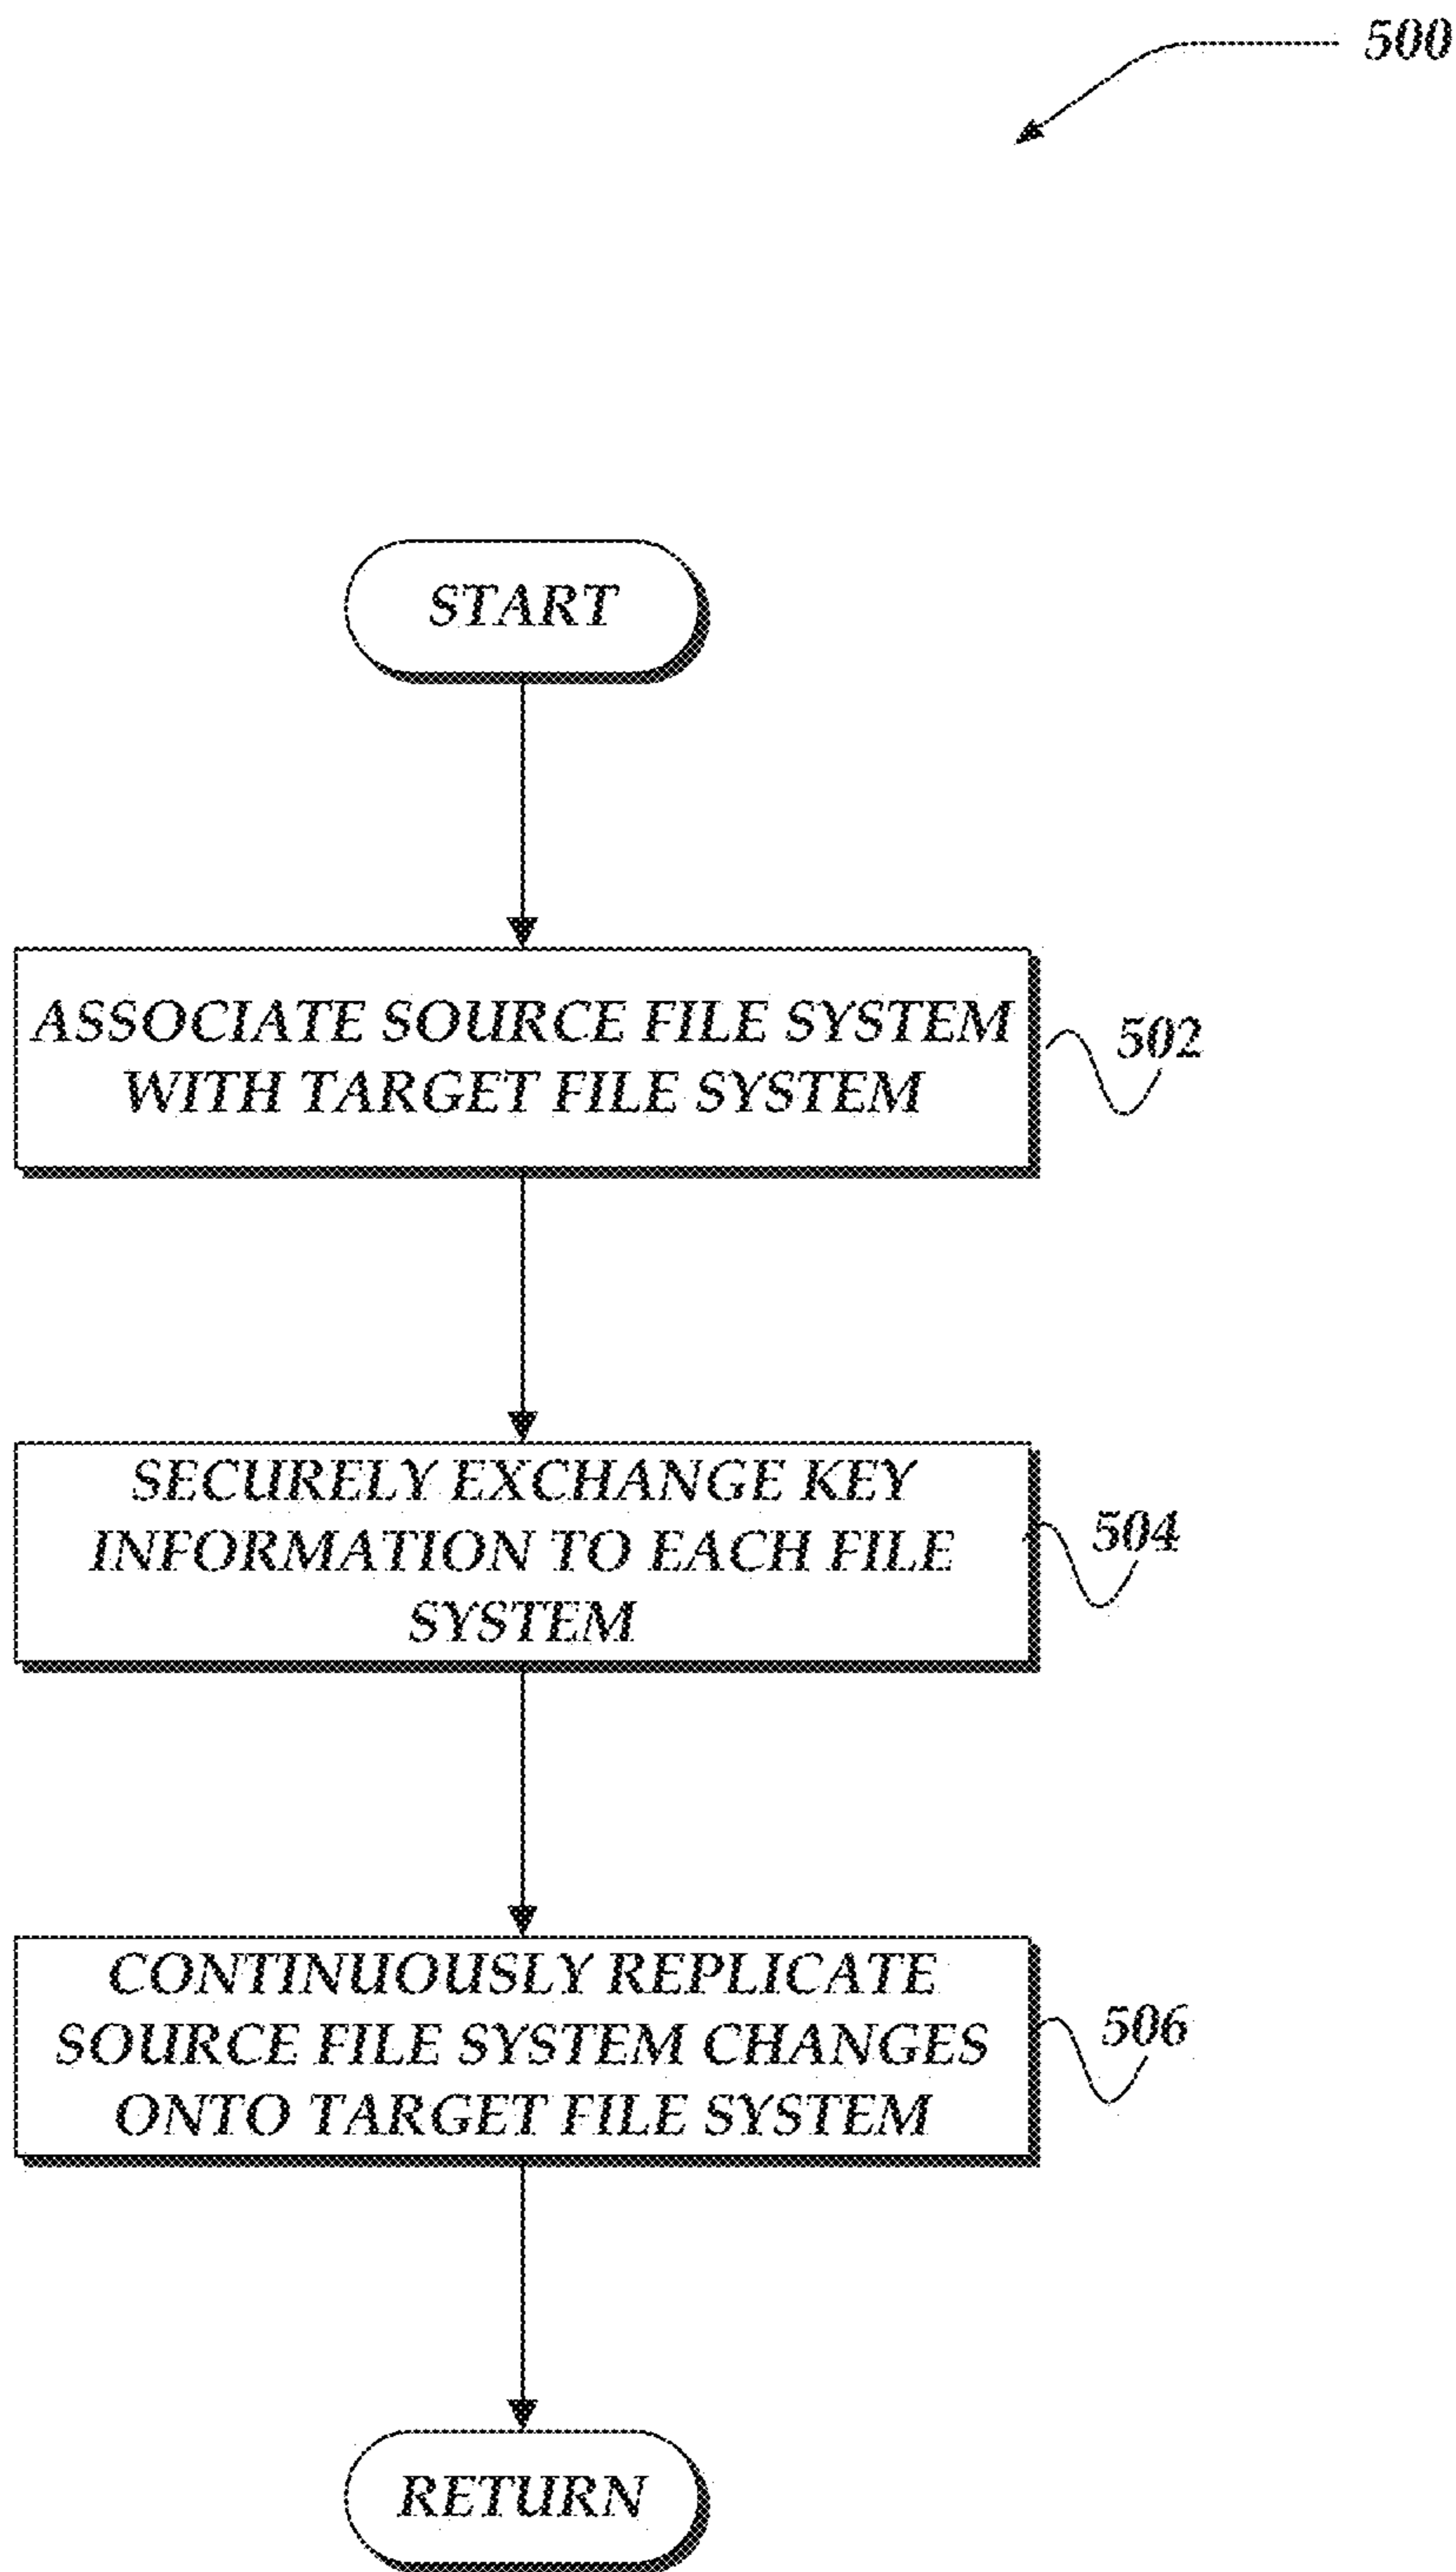 500
START
ASSOCIATE SOURCE FILE SYSTEM
WITH TARGET FILE SYSTEM
502
SECURELY EXCHANGE KEY
INFORMATION TO EACH FILE
SYSTEM
504
CONTINUOUSLY REPLICATE
SOURCE FILE SYSTEM CHANGES
ONTO TARGET FILE SYSTEM
506
RETURN